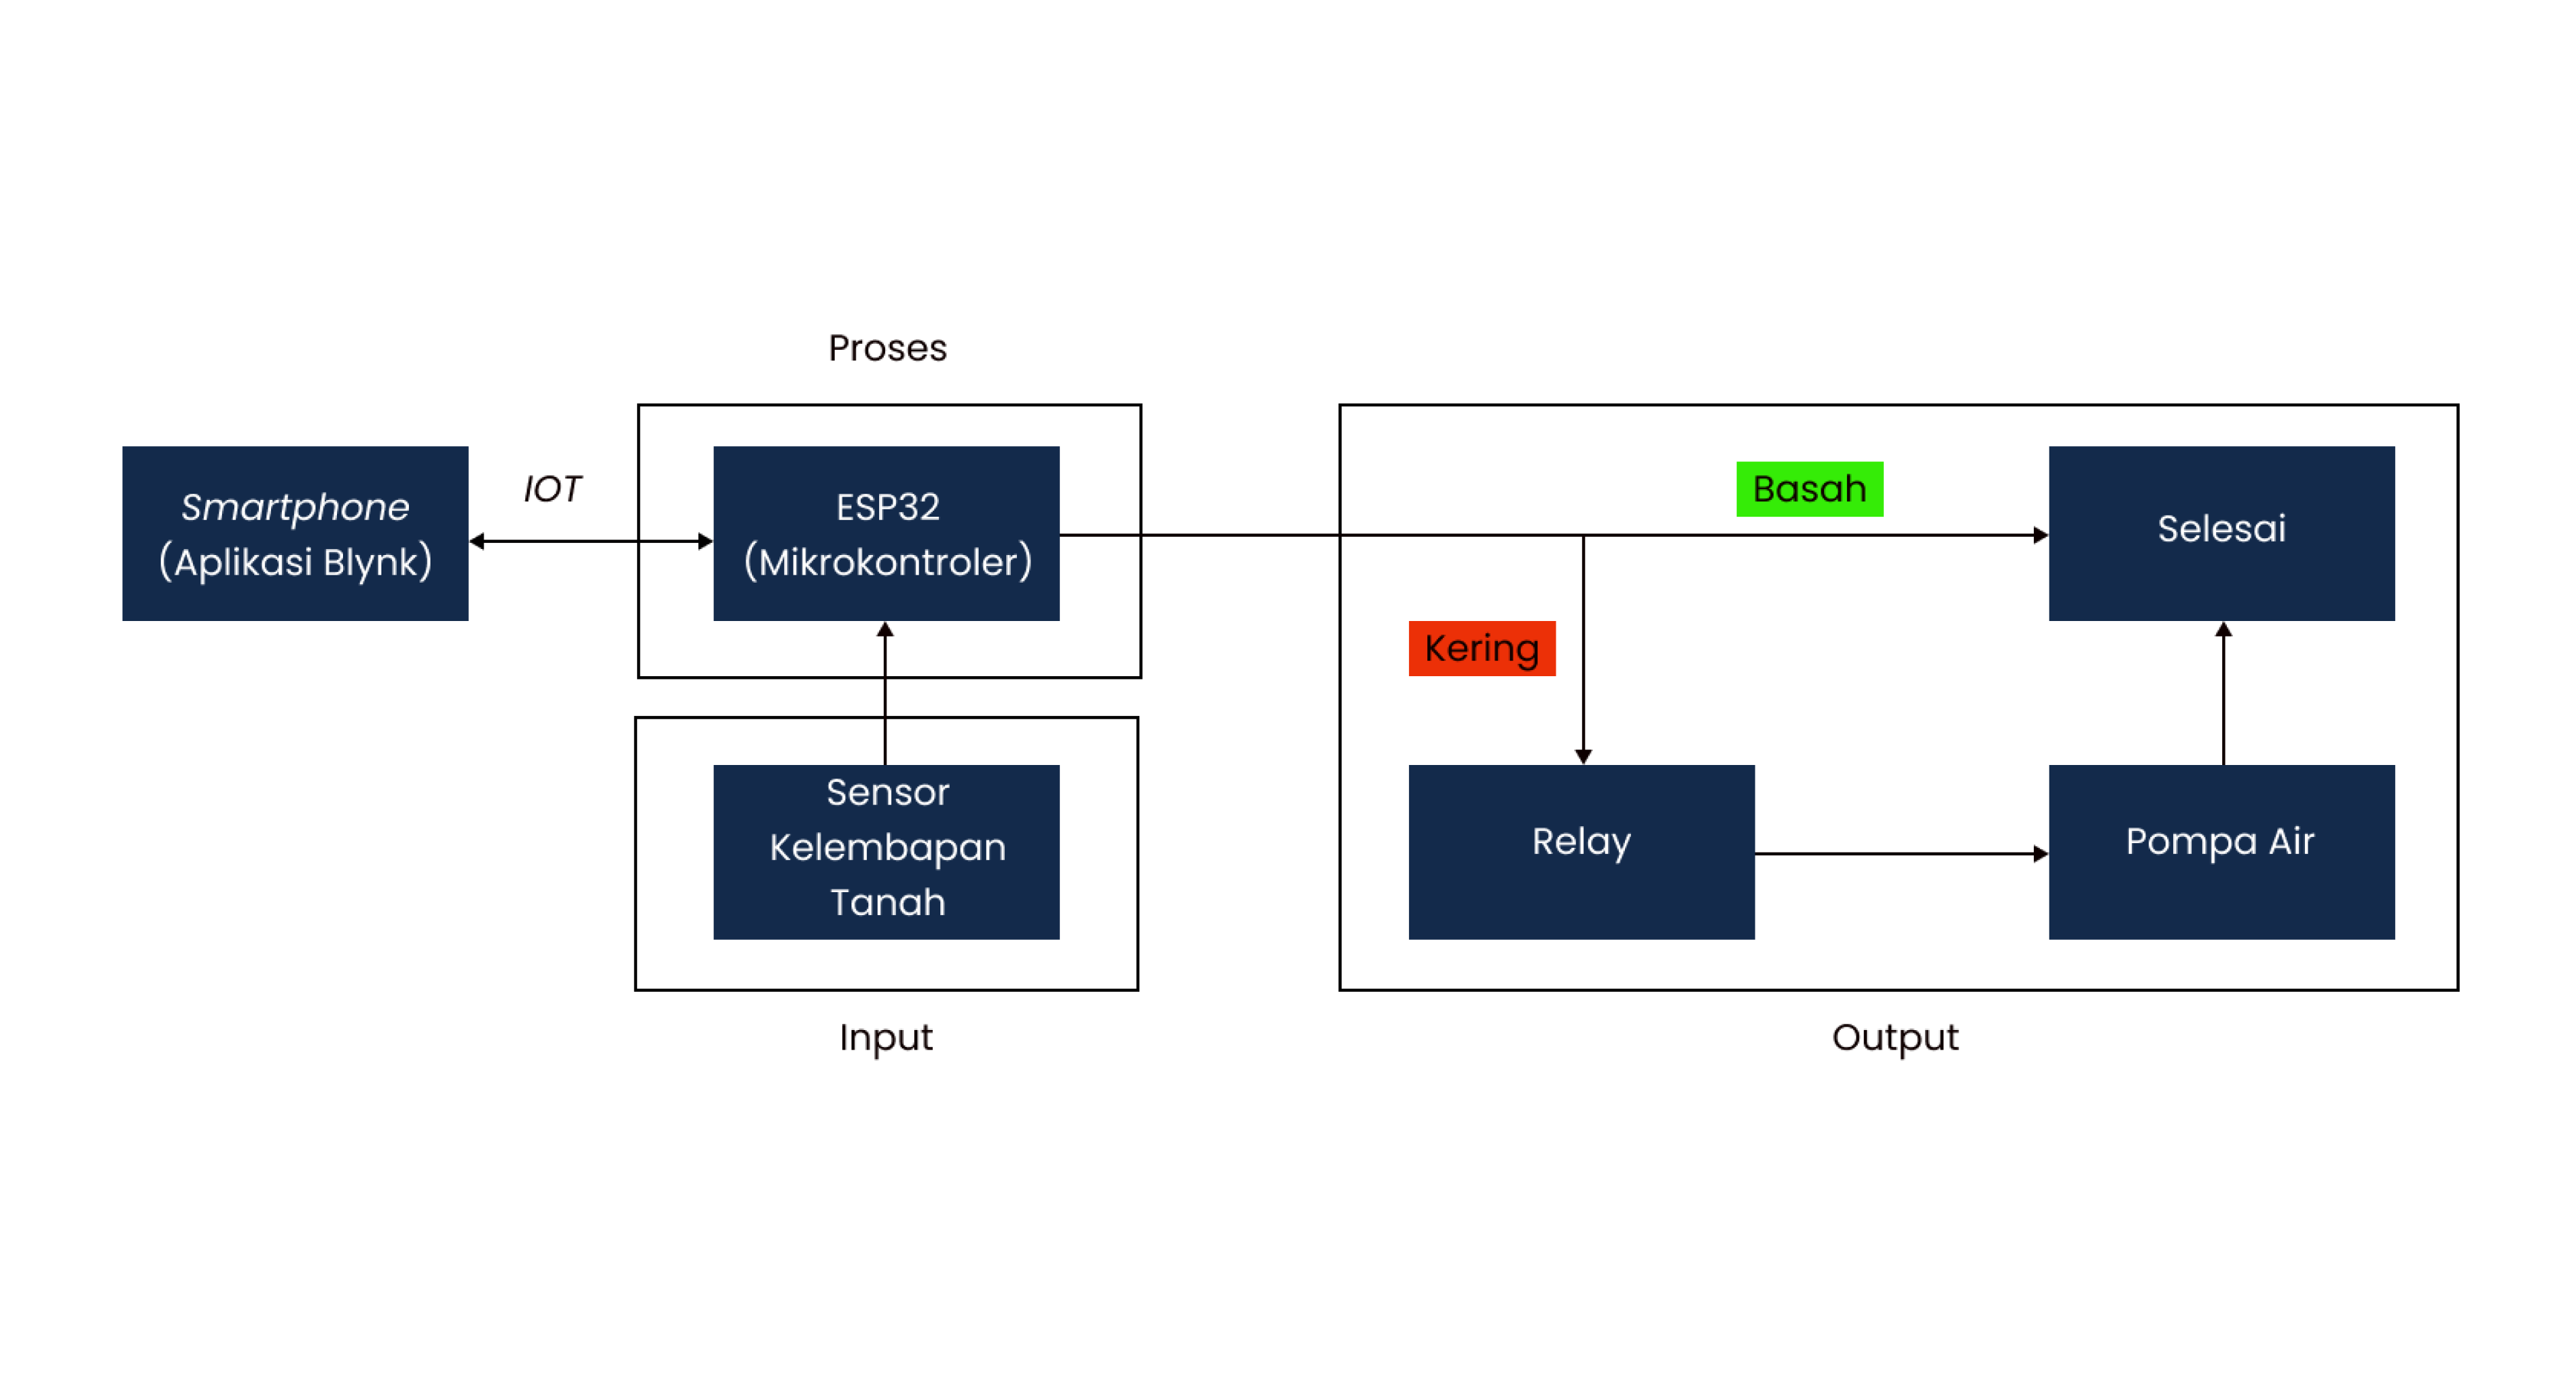 Proses
Smartphone
(Aplikasi Blynk)
IOT
ESP32
(Mikrokontroler)
Basah
Selesai
Kering
Sensor
Kelembapan
Tanah
Relay
Pompa Air
Input
Output